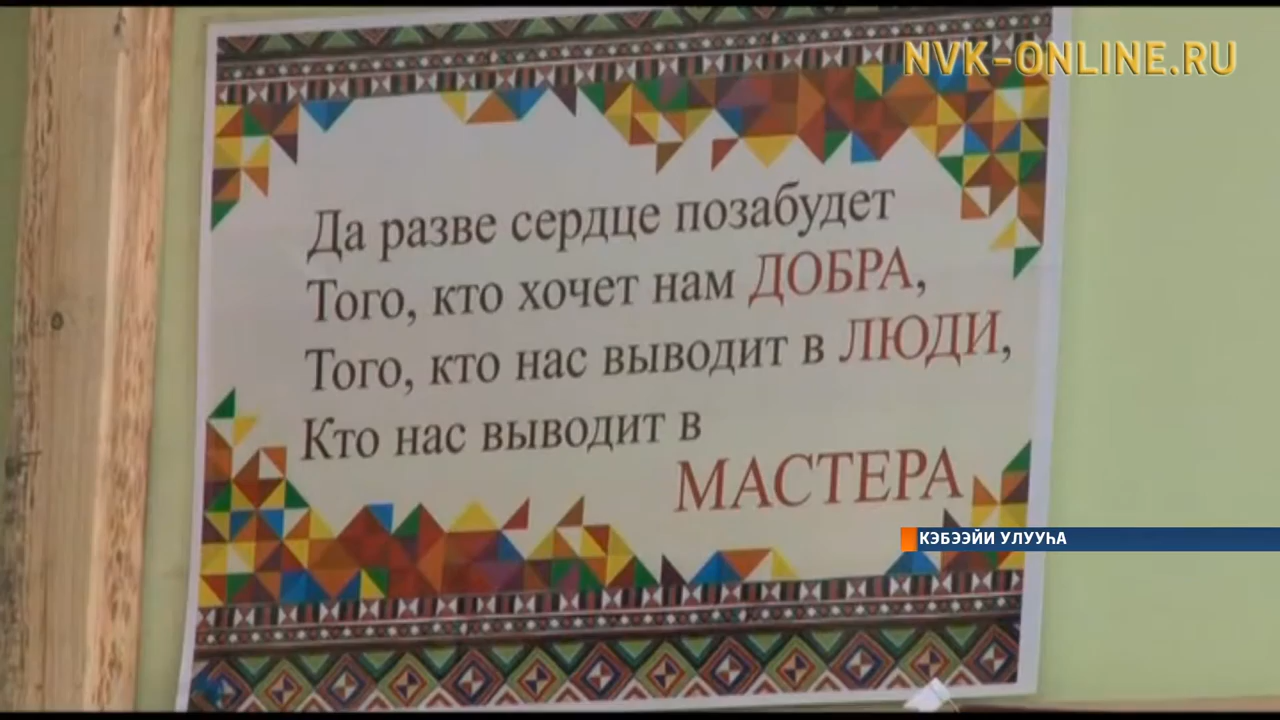 NVK-ONLINE.RU
Да разве сердце позабудет
Того, кто хочет нам ДОБРА,
Того, кто нас выводит в ЛЮДИ,
Кто нас выводит в
МАСТЕРА
КЭБЭЭЙИ УЛУУҺА